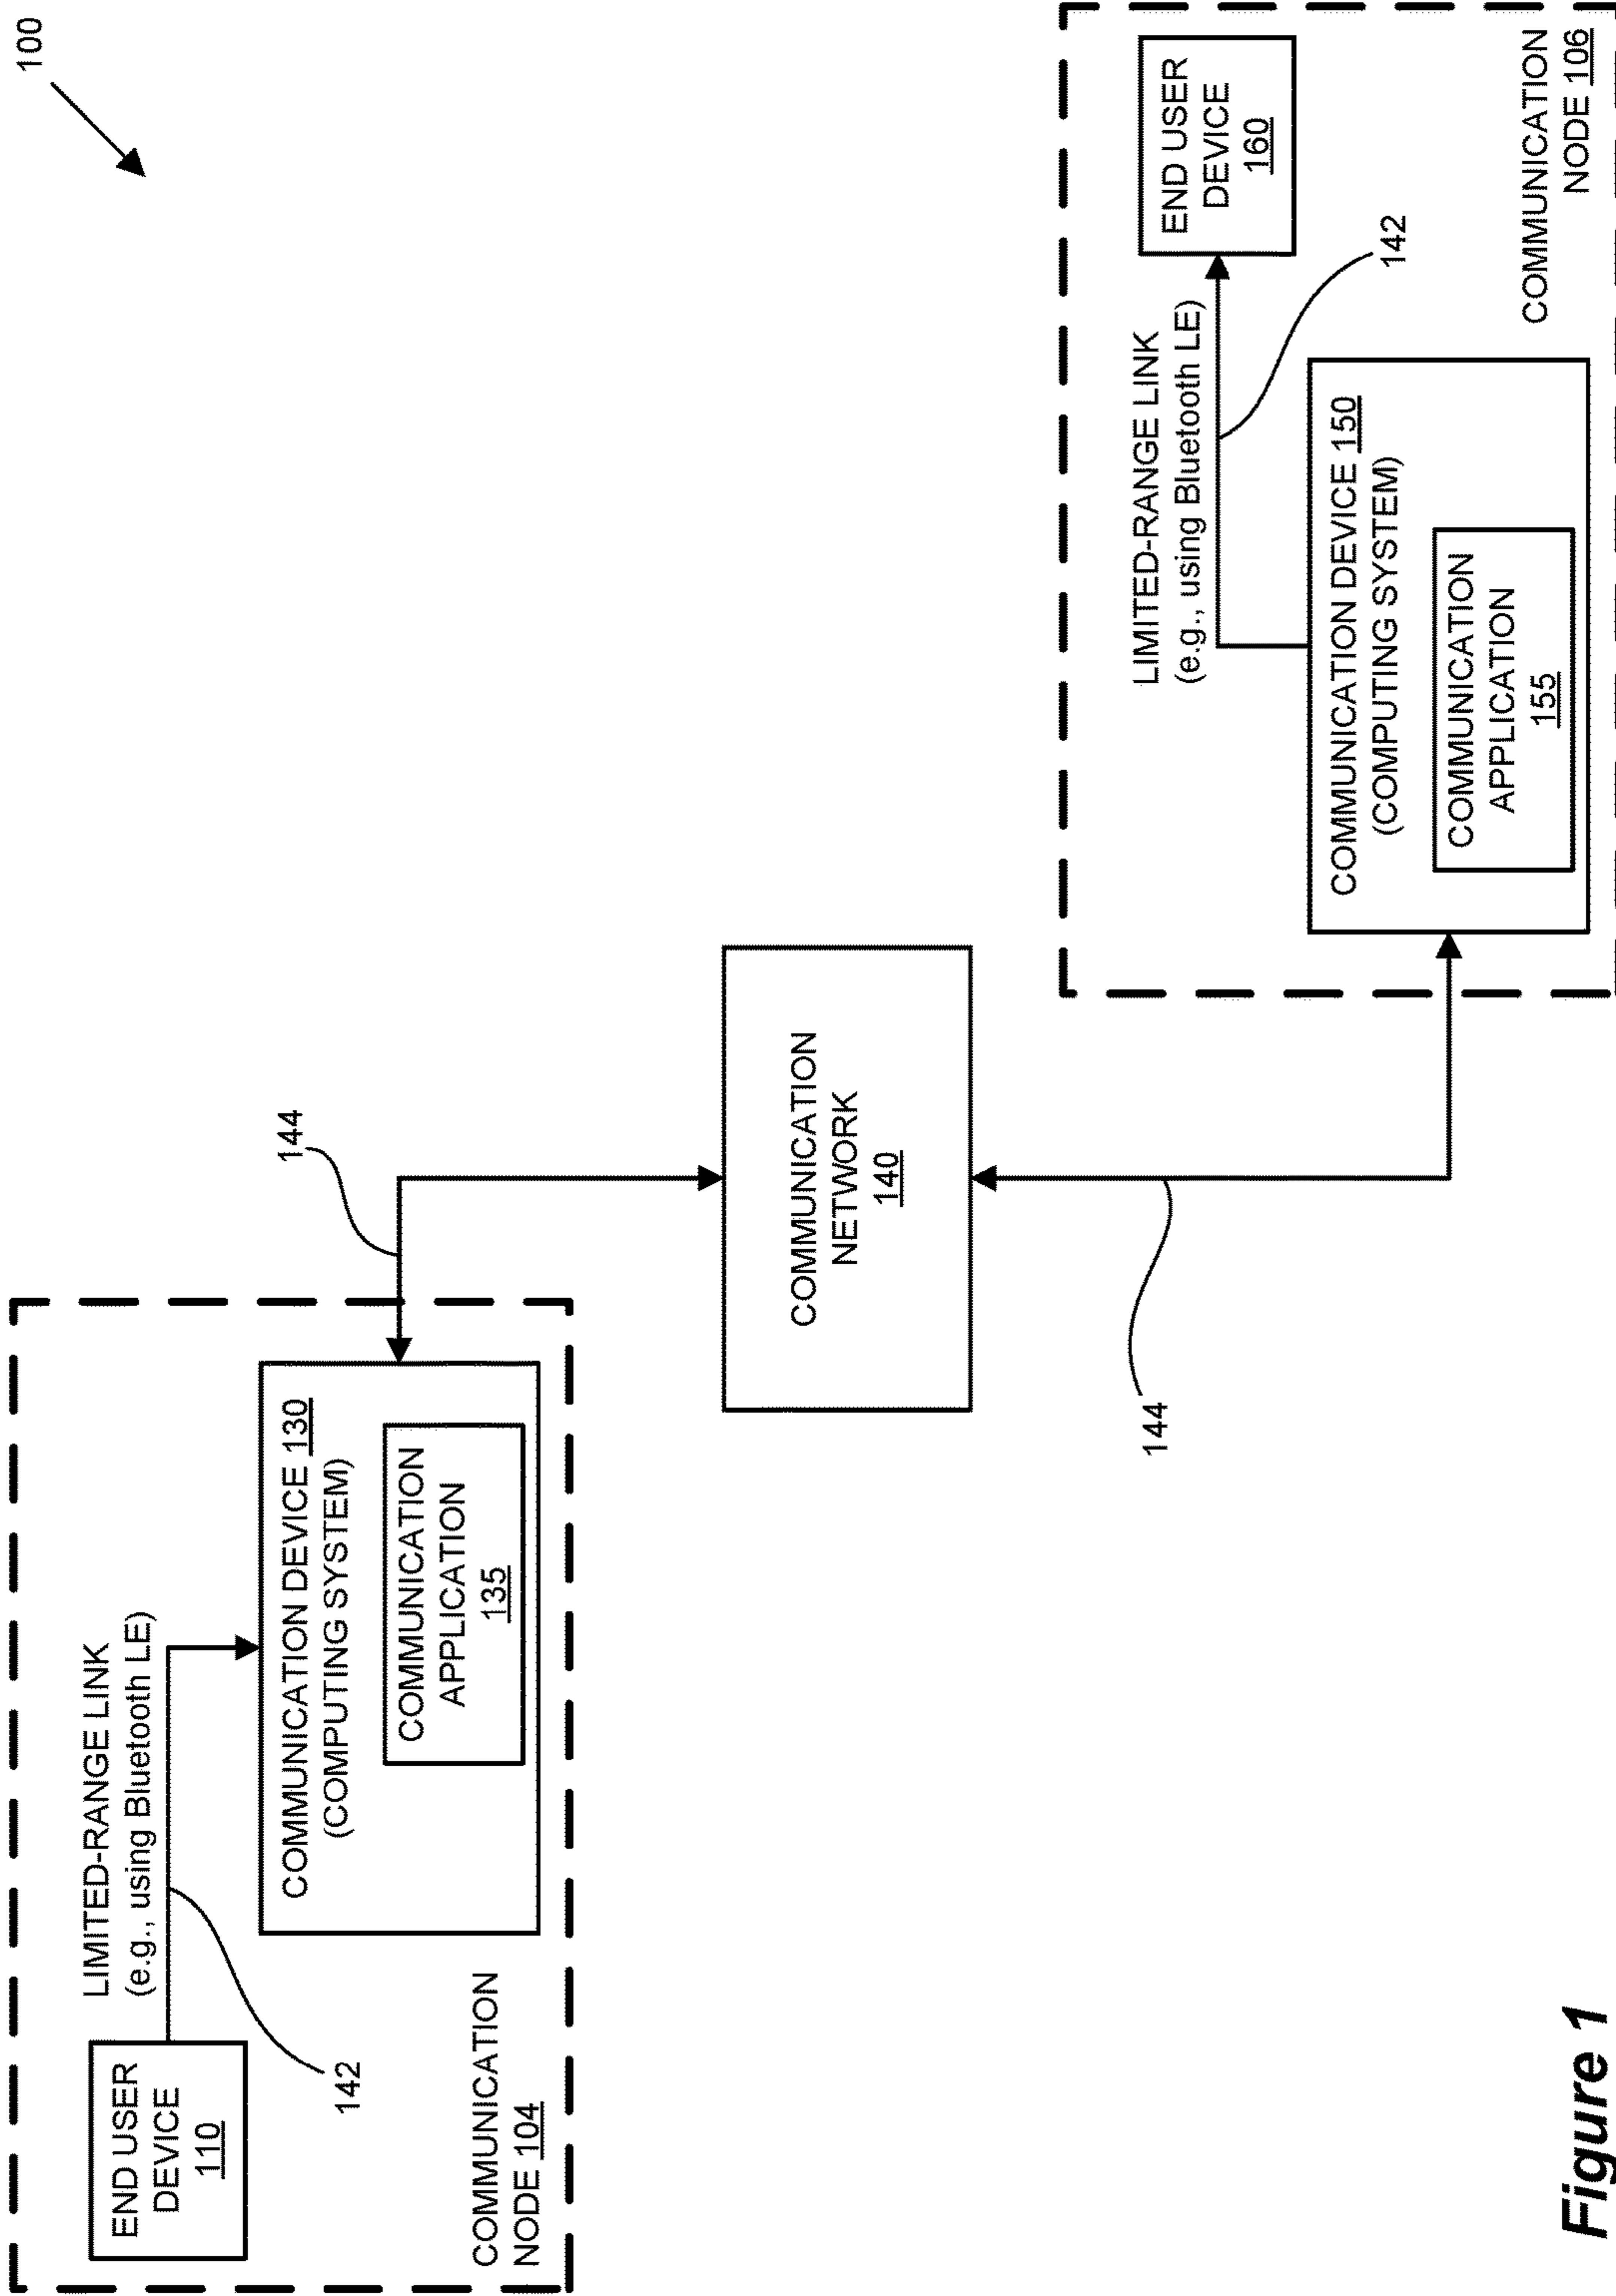 100
LIMITED-RANGE LINK
(e.g., using Bluetooth LE)
END USER
DEVICE
110
142
COMMUNICATION DEVICE 130
(COMPUTING SYSTEM)
COMMUNICATION
APPLICATION
135
COMMUNICATION
NODE 104
144
COMMUNICATION
NETWORK
140
144
LIMITED-RANGE LINK
(e.g., using Bluetooth LE)
END USER
DEVICE
160
142
COMMUNICATION DEVICE 150
(COMPUTING SYSTEM)
COMMUNICATION
APPLICATION
155
COMMUNICATION
NODE 106
Figure 1